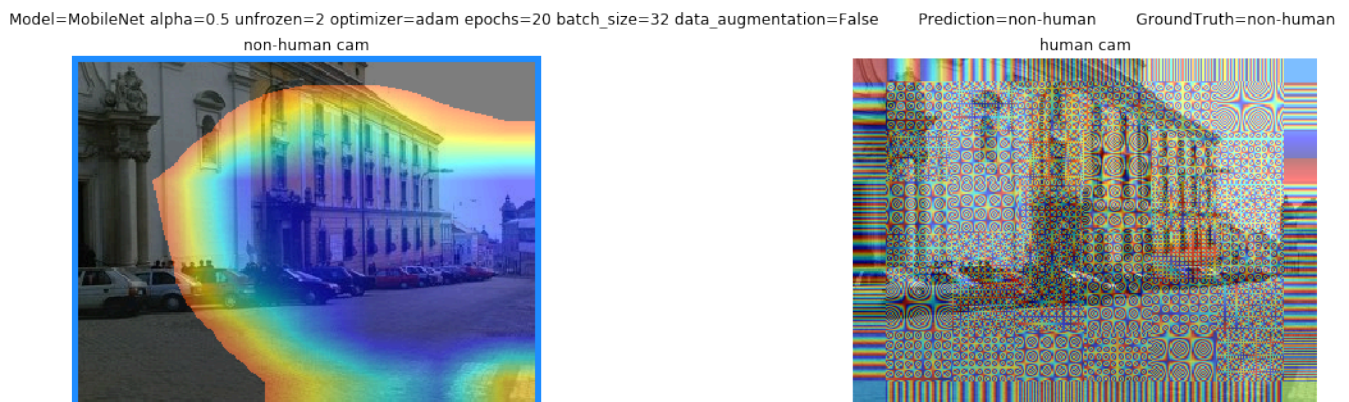 Model=MobileNet alpha=0.5 unfrozen=2 optimizer=adam epochs=20 batch_size=32 data_augmentation=False Prediction=non-human GroundTruth=non-human
non-human cam
human cam